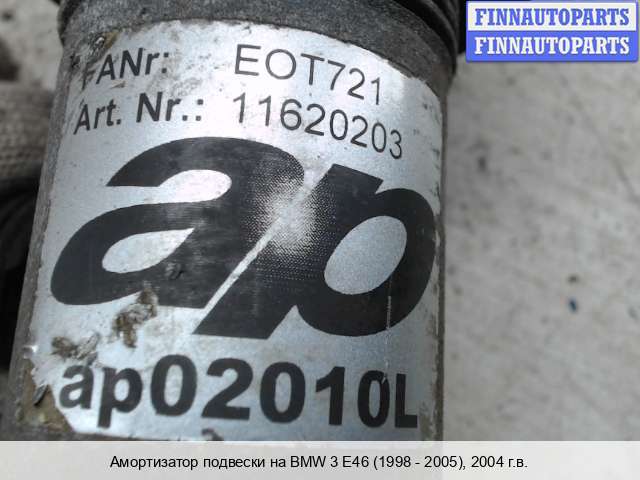 FINNAUTOPARTS
FINNAUTOPARTS
FANr: EOT721
Art. Nr.: 11620203
ap
ap02010L
Амортизатор подвески на BMW 3 E46 (1998 - 2005), 2004 г.в.